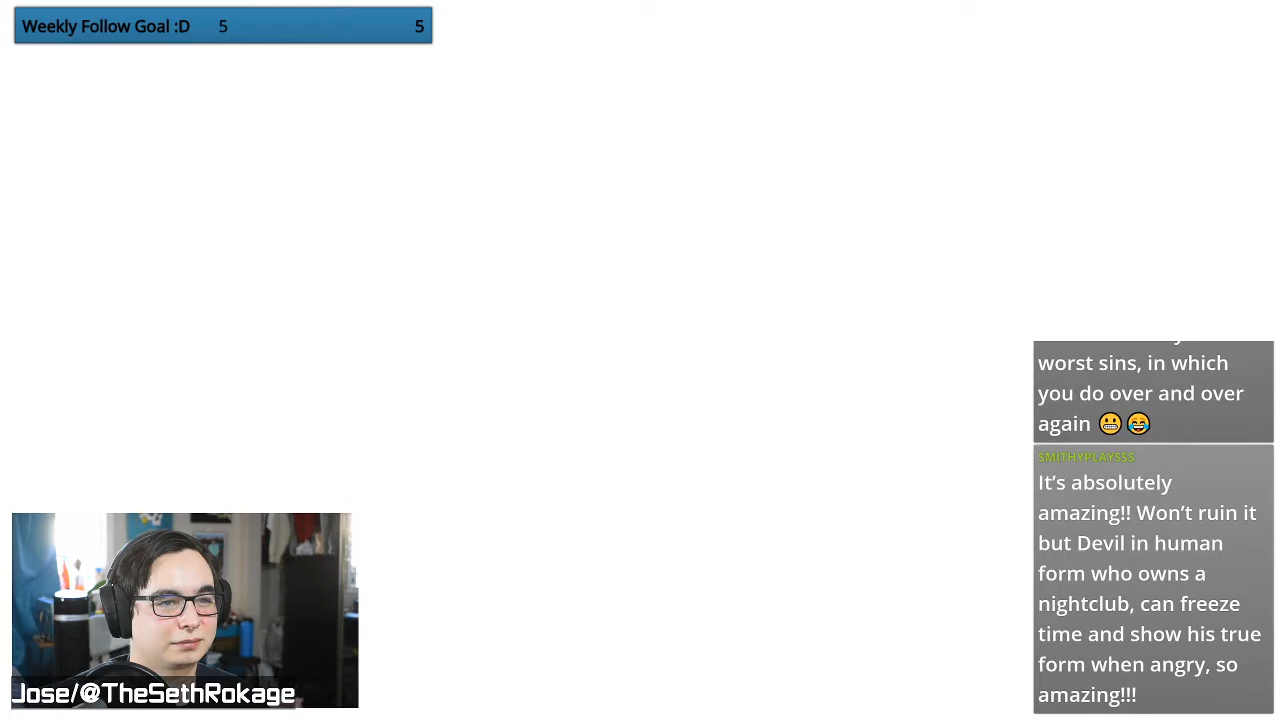 Weekly Follow Goal :D 5 5
worst sins, in which
you do over and over
again 😬😂
SMITHYPLAYSSS
It's absolutely
amazing!! Won't ruin it
but Devil in human
form who owns a
nightclub, can freeze
time and show his true
form when angry, so
amazing!!!
Jose/@TheSethRokage